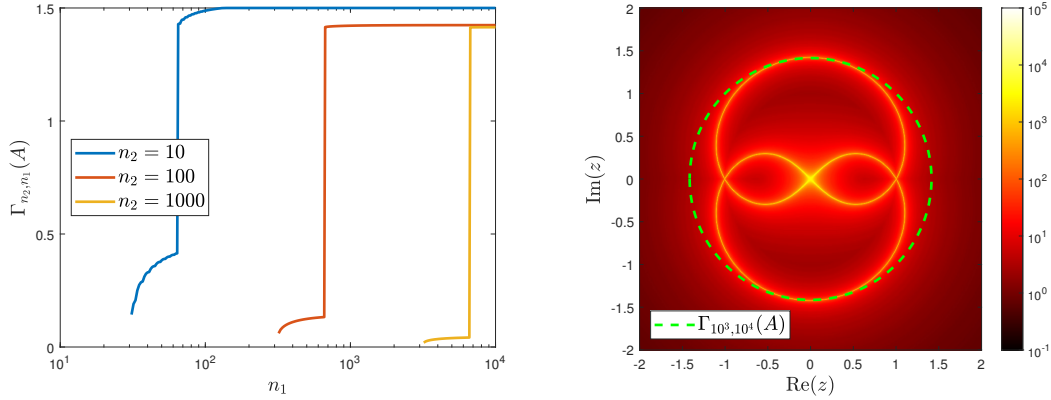 1.5
1
0.5
0
10^1
10^2
10^3
10^4
n_1
Γ_{n_2,n_1}(A)
n_2 = 10
n_2 = 100
n_2 = 1000
2
1.5
1
0.5
0
-0.5
-1
-1.5
-2
-2 -1.5 -1 -0.5 0 0.5 1 1.5 2
Re(z)
Im(z)
Γ_{10^3,10^4}(A)
10^5
10^4
10^3
10^2
10^1
10^0
10^-1